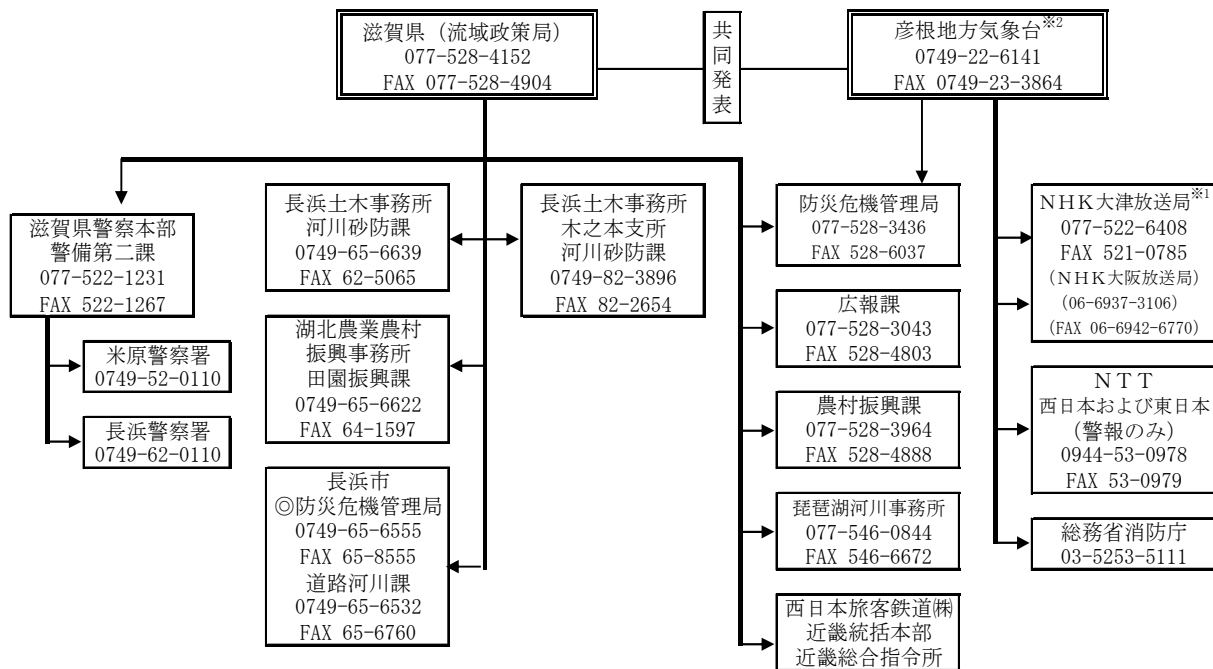 滋賀県（流域政策局）
077-528-4152
FAX 077-528-4904
共同発表
彦根地方気象台※2
0749-22-6141
FAX 0749-23-3864
滋賀県警察本部
警備第二課
077-522-1231
FAX 522-1267
米原警察署
0749-52-0110
長浜警察署
0749-62-0110
長浜土木事務所
河川砂防課
0749-65-6639
FAX 62-5065
湖北農業農村
振興事務所
田園振興課
0749-65-6622
FAX 64-1597
長浜市
◎防災危機管理局
0749-65-6555
FAX 65-8555
道路河川課
0749-65-6532
FAX 65-6760
長浜土木事務所
木之本支所
河川砂防課
0749-82-3896
FAX 82-2654
防災危機管理局
077-528-3436
FAX 528-6037
広報課
077-528-3043
FAX 528-4803
農村振興課
077-528-3964
FAX 528-4888
琵琶湖河川事務所
077-546-0844
FAX 546-6672
西日本旅客鉄道㈱
近畿統括本部
近畿総合指令所
NHK大津放送局※1
077-522-6408
FAX 521-0785
(NHK大阪放送局)
(06-6937-3106)
(FAX 06-6942-6770)
ＮＴＴ
西日本および東日本
(警報のみ)
0944-53-0978
FAX 53-0979
総務省消防庁
03-5253-5111